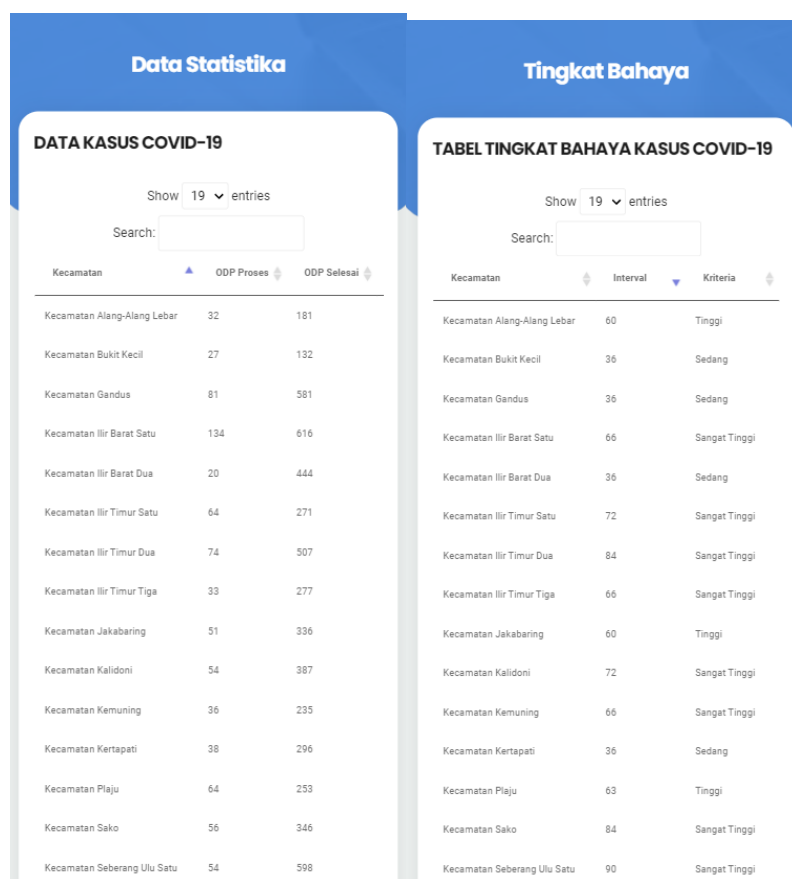 Data Statistika
DATA KASUS COVID-19
Show 19 entries
Search:
Kecamatan ODP Proses ODP Selesai
Kecamatan Alang-Alang Lebar 32 181
Kecamatan Bukit Kecil 27 132
Kecamatan Gandus 81 581
Kecamatan Ilir Barat Satu 134 616
Kecamatan Ilir Barat Dua 20 444
Kecamatan Ilir Timur Satu 64 271
Kecamatan Ilir Timur Dua 74 507
Kecamatan Ilir Timur Tiga 33 277
Kecamatan Jakabaring 51 336
Kecamatan Kalidoni 54 387
Kecamatan Kemuning 36 235
Kecamatan Kertapati 38 296
Kecamatan Plaju 64 253
Kecamatan Sako 56 346
Kecamatan Seberang Ulu Satu 54 598
Tingkat Bahaya
TABEL TINGKAT BAHAYA KASUS COVID-19
Show 19 entries
Search:
Kecamatan Interval Kriteria
Kecamatan Alang-Alang Lebar 60 Tinggi
Kecamatan Bukit Kecil 36 Sedang
Kecamatan Gandus 36 Sedang
Kecamatan Ilir Barat Satu 66 Sangat Tinggi
Kecamatan Ilir Barat Dua 36 Sedang
Kecamatan Ilir Timur Satu 72 Sangat Tinggi
Kecamatan Ilir Timur Dua 84 Sangat Tinggi
Kecamatan Ilir Timur Tiga 66 Sangat Tinggi
Kecamatan Jakabaring 60 Tinggi
Kecamatan Kalidoni 72 Sangat Tinggi
Kecamatan Kemuning 66 Sangat Tinggi
Kecamatan Kertapati 36 Sedang
Kecamatan Plaju 63 Tinggi
Kecamatan Sako 84 Sangat Tinggi
Kecamatan Seberang Ulu Satu 90 Sangat Tinggi